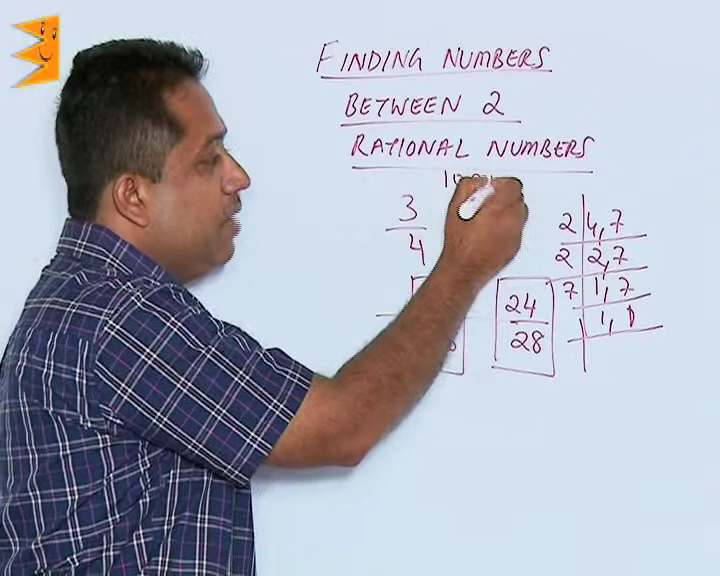 FINDING NUMBERS
BETWEEN 2
RATIONAL NUMBERS
3
4
24
28
2 4,7
2 2,7
7 1,7
1,1